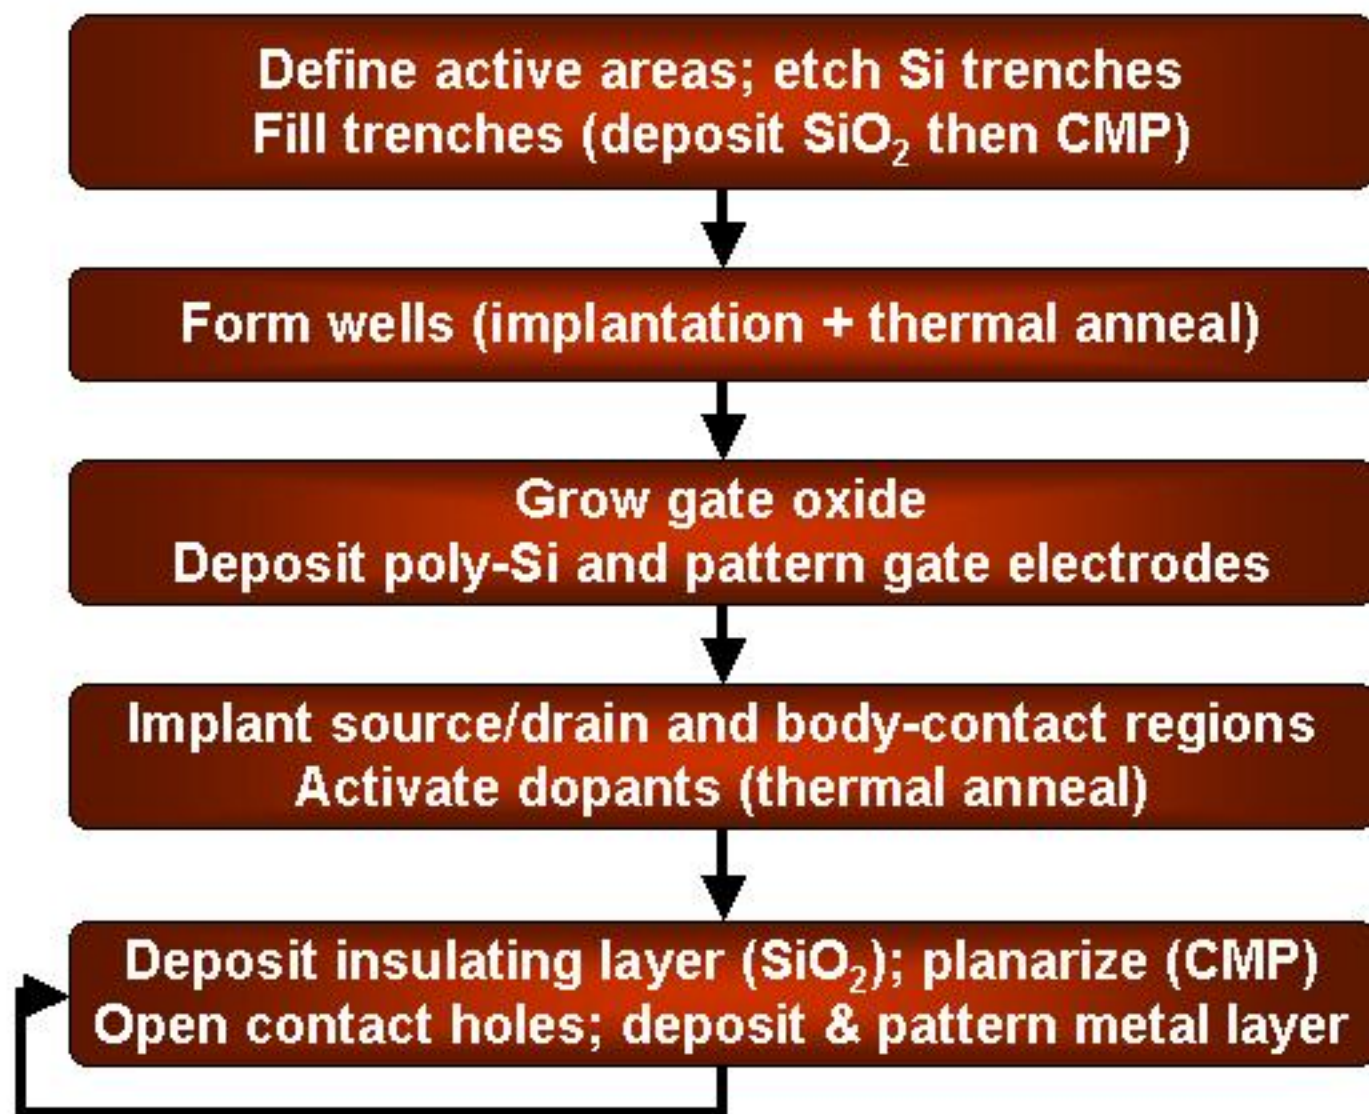 Define active areas; etch Si trenches
Fill trenches (deposit SiO₂ then CMP)
Form wells (implantation + thermal anneal)
Grow gate oxide
Deposit poly-Si and pattern gate electrodes
Implant source/drain and body-contact regions
Activate dopants (thermal anneal)
Deposit insulating layer (SiO₂); planarize (CMP)
Open contact holes; deposit & pattern metal layer